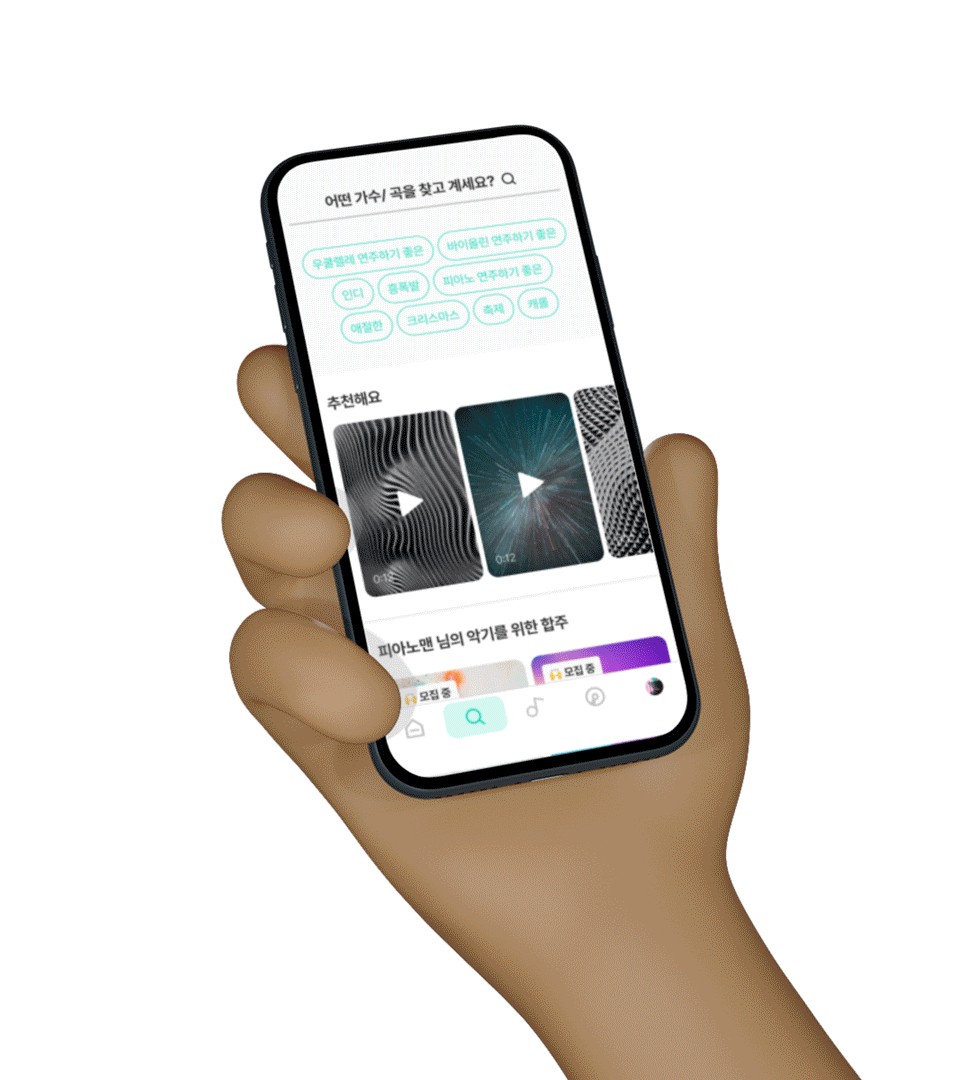 어떤 가수/ 곡을 찾고 계세요?
우쿨렐레 연주하기 좋은 바이올린 연주하기 좋은
인디 흥폭발 피아노 연주하기 좋은
애절한 크리스마스 축제 캐롤
추천해요
0:12 0:12
피아노맨 님의 악기를 위한 합주
모집 중 모집 중